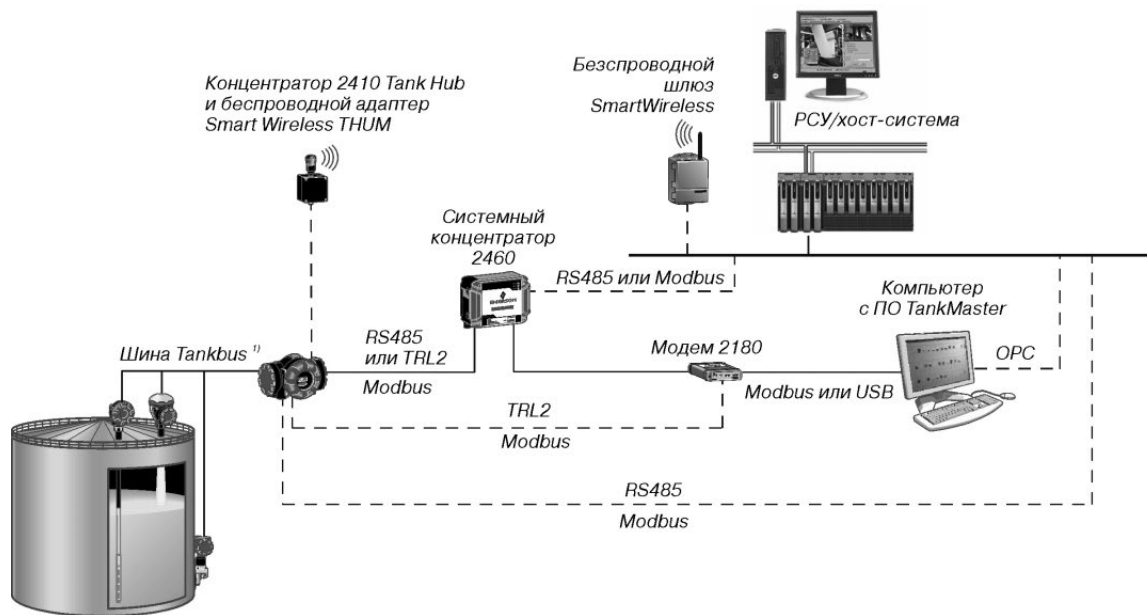 Концентратор 2410 Tank Hub
и беспроводной адаптер
Smart Wireless THUM
Безспроводной
шлюз
SmartWireless
РСУ/хост-система
Системный
концентратор
2460
RS485 или Modbus
Компьютер
с ПО TankMaster
Шина Tankbus 1)
RS485
или TRL2
Modbus
Модем 2180
OPC
Modbus или USB
TRL2
Modbus
RS485
Modbus